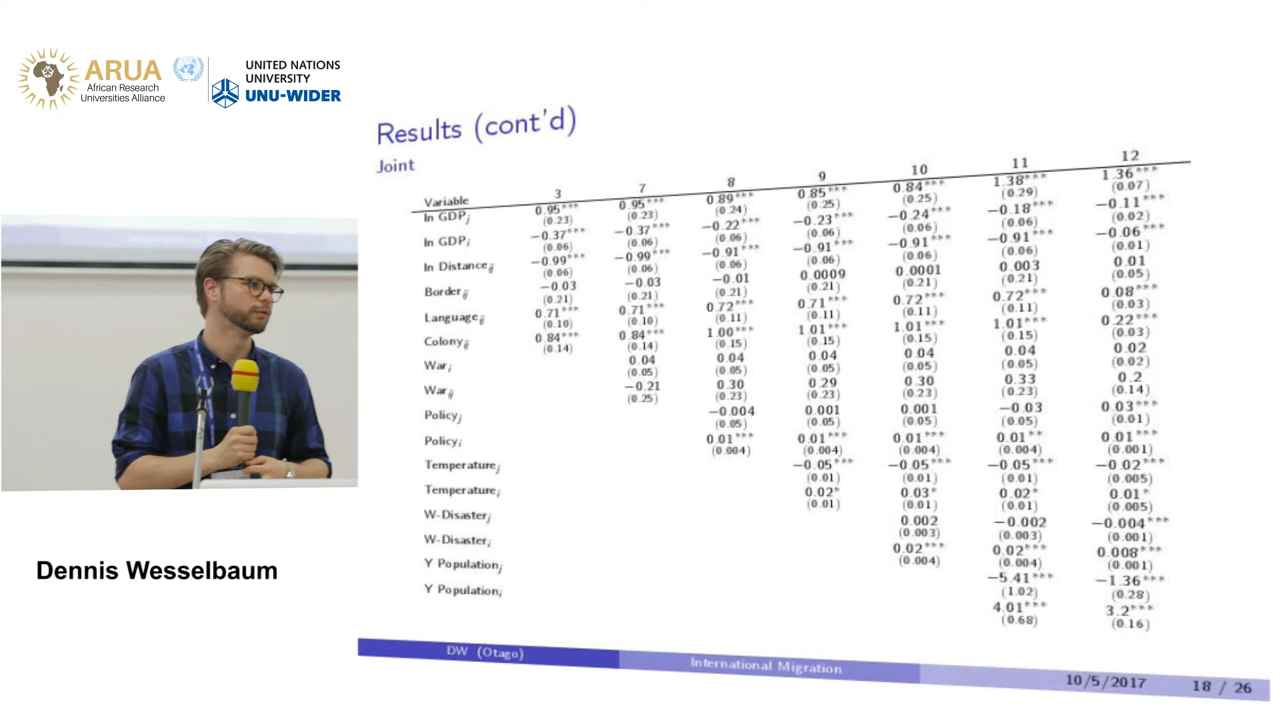 ARUA
African Research
Universities Alliance
UNITED NATIONS
UNIVERSITY
UNU-WIDER
Results (cont'd)
Joint
Variable 3 7 8 9 10 11 12
ln GDPj 0.95*** 0.95*** 0.89*** 0.85*** 0.84*** 1.38*** 1.36***
(0.23) (0.23) (0.24) (0.25) (0.25) (0.29) (0.07)
ln GDPi −0.37*** −0.37*** −0.22*** −0.23*** −0.24*** −0.18*** −0.11***
(0.06) (0.06) (0.06) (0.06) (0.06) (0.06) (0.02)
ln Distanceij −0.99*** −0.99*** −0.91*** −0.91*** −0.91*** −0.91*** −0.06***
(0.06) (0.06) (0.06) (0.06) (0.06) (0.06) (0.01)
Borderij −0.03 −0.03 −0.01 0.0009 0.0001 0.003 0.01
(0.21) (0.21) (0.21) (0.21) (0.21) (0.21) (0.05)
Languageij 0.71*** 0.71*** 0.72*** 0.71*** 0.72*** 0.72*** 0.08***
(0.10) (0.10) (0.11) (0.11) (0.11) (0.11) (0.03)
Colonyij 0.84*** 0.84*** 1.00*** 1.01*** 1.01*** 1.01*** 0.22***
(0.14) (0.14) (0.15) (0.15) (0.15) (0.15) (0.03)
Wari 0.04 0.04 0.04 0.04 0.04 0.02
(0.05) (0.05) (0.05) (0.05) (0.05) (0.02)
Warij −0.21 0.30 0.29 0.30 0.33 0.2
(0.25) (0.23) (0.23) (0.23) (0.23) (0.14)
Policyj −0.004 0.001 0.001 −0.03 0.03***
(0.05) (0.05) (0.05) (0.05) (0.01)
Policyi 0.01*** 0.01*** 0.01*** 0.01** 0.01***
(0.004) (0.004) (0.004) (0.004) (0.001)
Temperaturej −0.05*** −0.05*** −0.05*** −0.02***
(0.01) (0.01) (0.01) (0.005)
Temperaturei 0.02* 0.03* 0.02* 0.01*
(0.01) (0.01) (0.01) (0.005)
W-Disasterj 0.002 −0.002 −0.004***
(0.003) (0.003) (0.001)
W-Disasteri 0.02*** 0.02*** 0.008***
(0.004) (0.004) (0.001)
Y Populationj −5.41*** −1.36***
(1.02) (0.28)
Y Populationi 4.01*** 3.2***
(0.68) (0.16)
Dennis Wesselbaum
DW (Otago) International Migration 10/5/2017 18 / 26